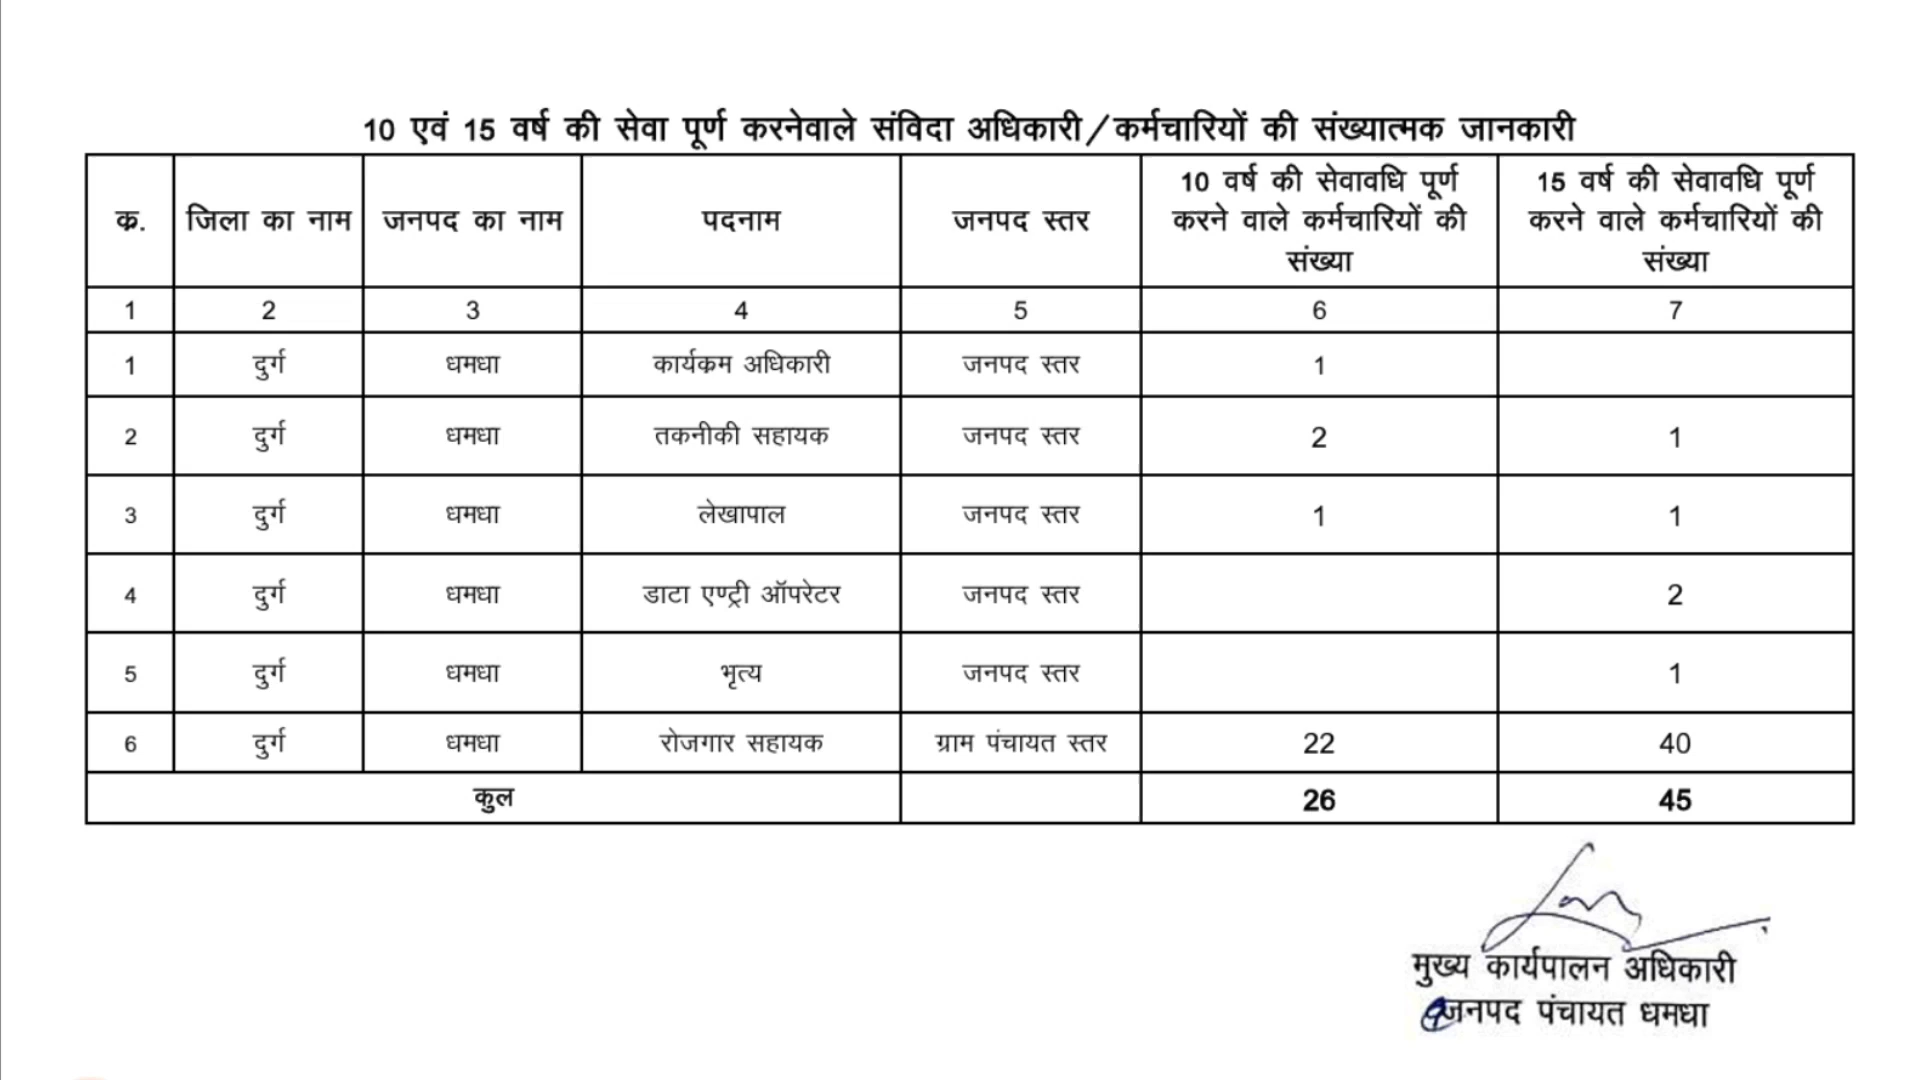 10 एवं 15 वर्ष की सेवा पूर्ण करनेवाले संविदा अधिकारी/कर्मचारियों की संख्यात्मक जानकारी
क्र. जिला का नाम जनपद का नाम पदनाम जनपद स्तर 10 वर्ष की सेवावधि पूर्ण करने वाले कर्मचारियों की संख्या 15 वर्ष की सेवावधि पूर्ण करने वाले कर्मचारियों की संख्या
1 2 3 4 5 6 7
1 दुर्ग धमधा कार्यक्रम अधिकारी जनपद स्तर 1
2 दुर्ग धमधा तकनीकी सहायक जनपद स्तर 2 1
3 दुर्ग धमधा लेखापाल जनपद स्तर 1 1
4 दुर्ग धमधा डाटा एण्ट्री ऑपरेटर जनपद स्तर 2
5 दुर्ग धमधा भृत्य जनपद स्तर 1
6 दुर्ग धमधा रोजगार सहायक ग्राम पंचायत स्तर 22 40
कुल 26 45
मुख्य कार्यपालन अधिकारी
जनपद पंचायत धमधा